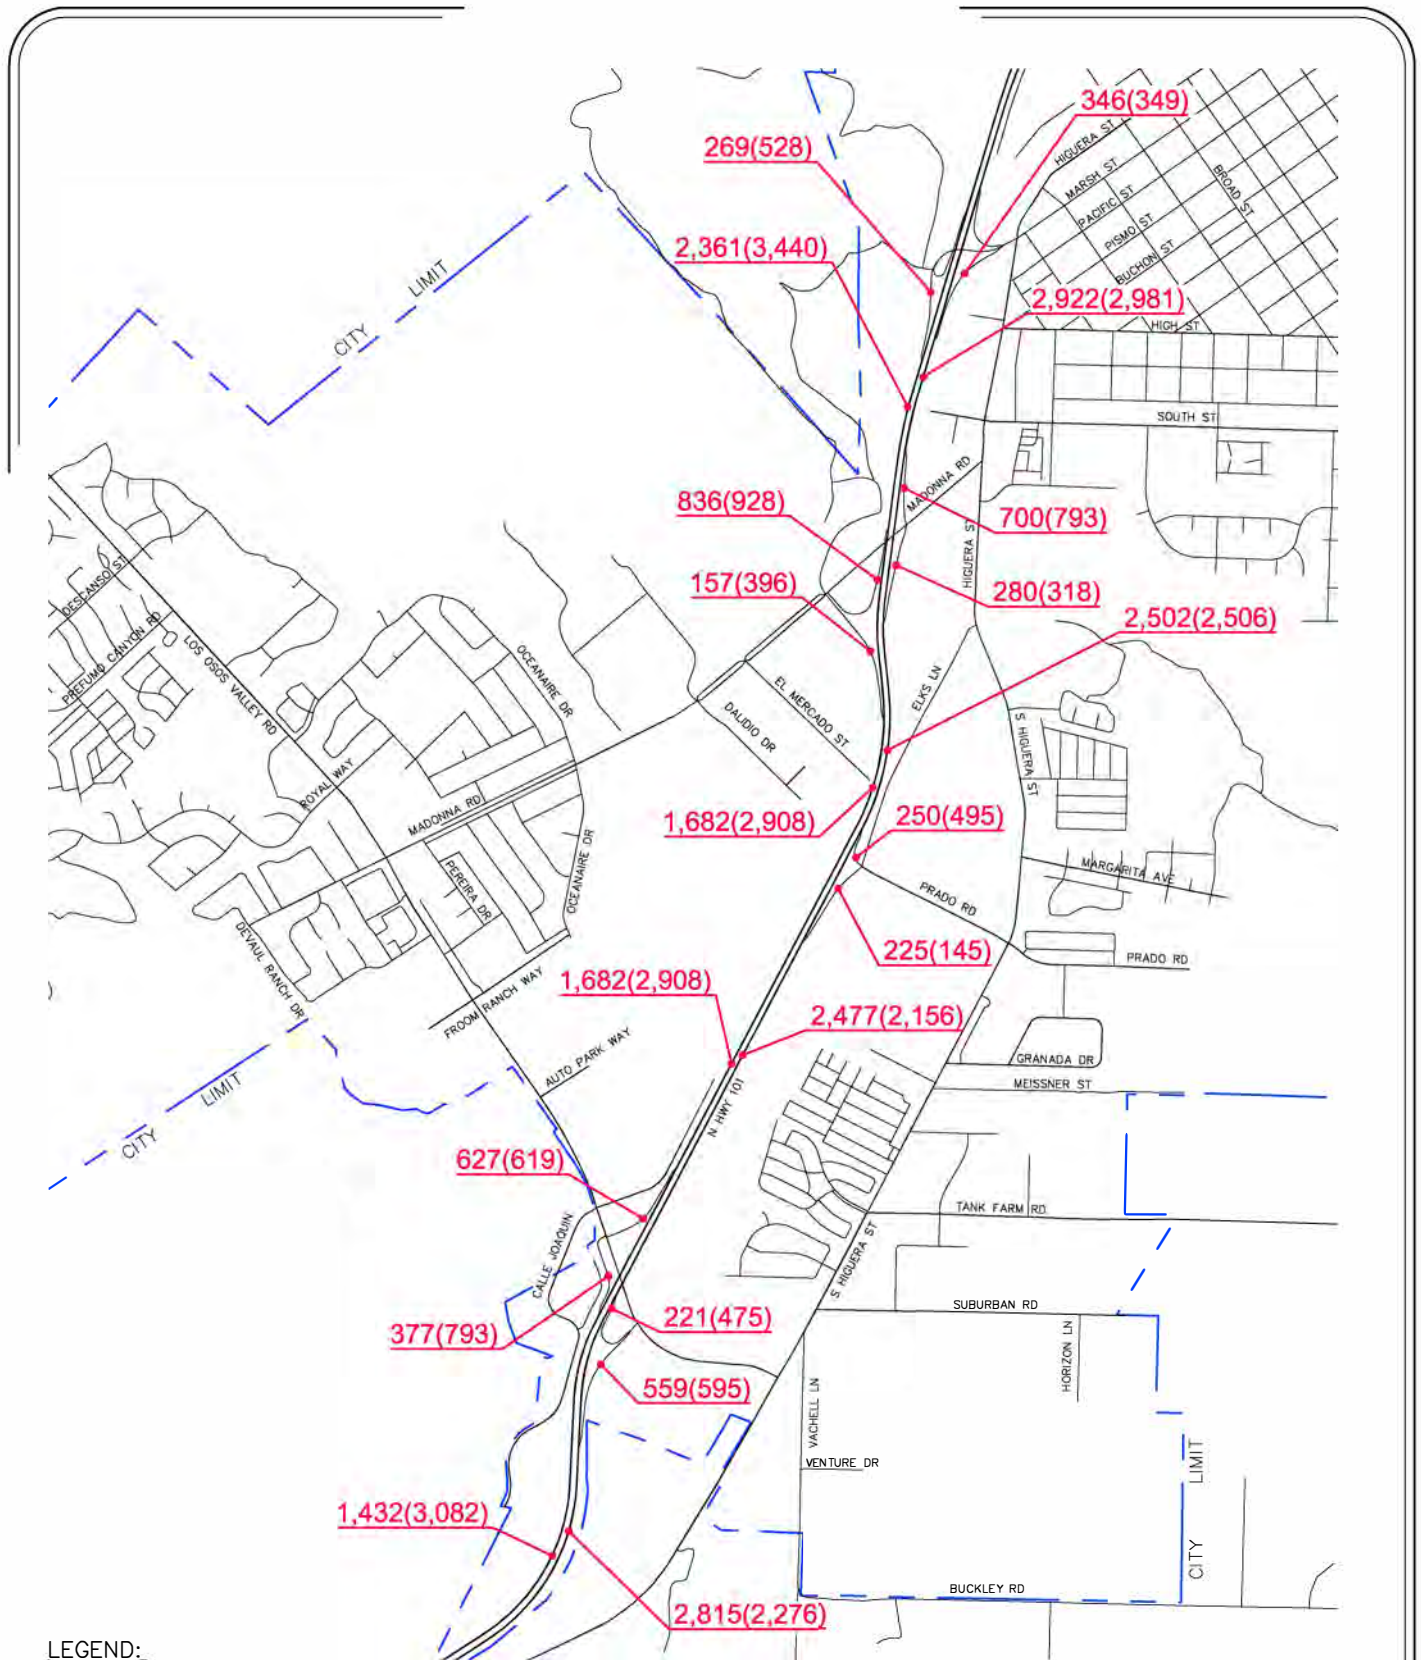 346(349)
269(528)
HIGUERA ST
MARSH ST
BROAD ST
PACIFIC ST
PISMO ST
BUCHON ST
2,361(3,440)
CITY LIMIT
2,922(2,981)
HIGH ST
SOUTH ST
MADONNA RD
836(928)
700(793)
HIGUERA ST
157(396)
280(318)
2,502(2,506)
DESCANSO ST
PREFUMO CANYON RD
LOS OSOS VALLEY RD
OCEANAIRE DR
EL MERCADO ST
DALIDIO DR
ELKS LN
S HIGUERA ST
ROYAL WAY
MADONNA RD
1,682(2,908)
250(495)
PEREIRA DR
OCEANAIRE DR
MARGARITA AVE
PRADO RD
DEVAUL RANCH DR
225(145)
PRADO RD
FROOM RANCH WAY
1,682(2,908)
2,477(2,156)
AUTO PARK WAY
GRANADA DR
MEISSNER ST
CITY LIMIT
N HWY 101
627(619)
TANK FARM RD
CALLE JOAQUIN
S HIGUERA ST
SUBURBAN RD
377(793)
221(475)
HORIZON LN
559(595)
VACHELL LN
VENTURE DR
CITY LIMIT
1,432(3,082)
BUCKLEY RD
2,815(2,276)
LEGEND: